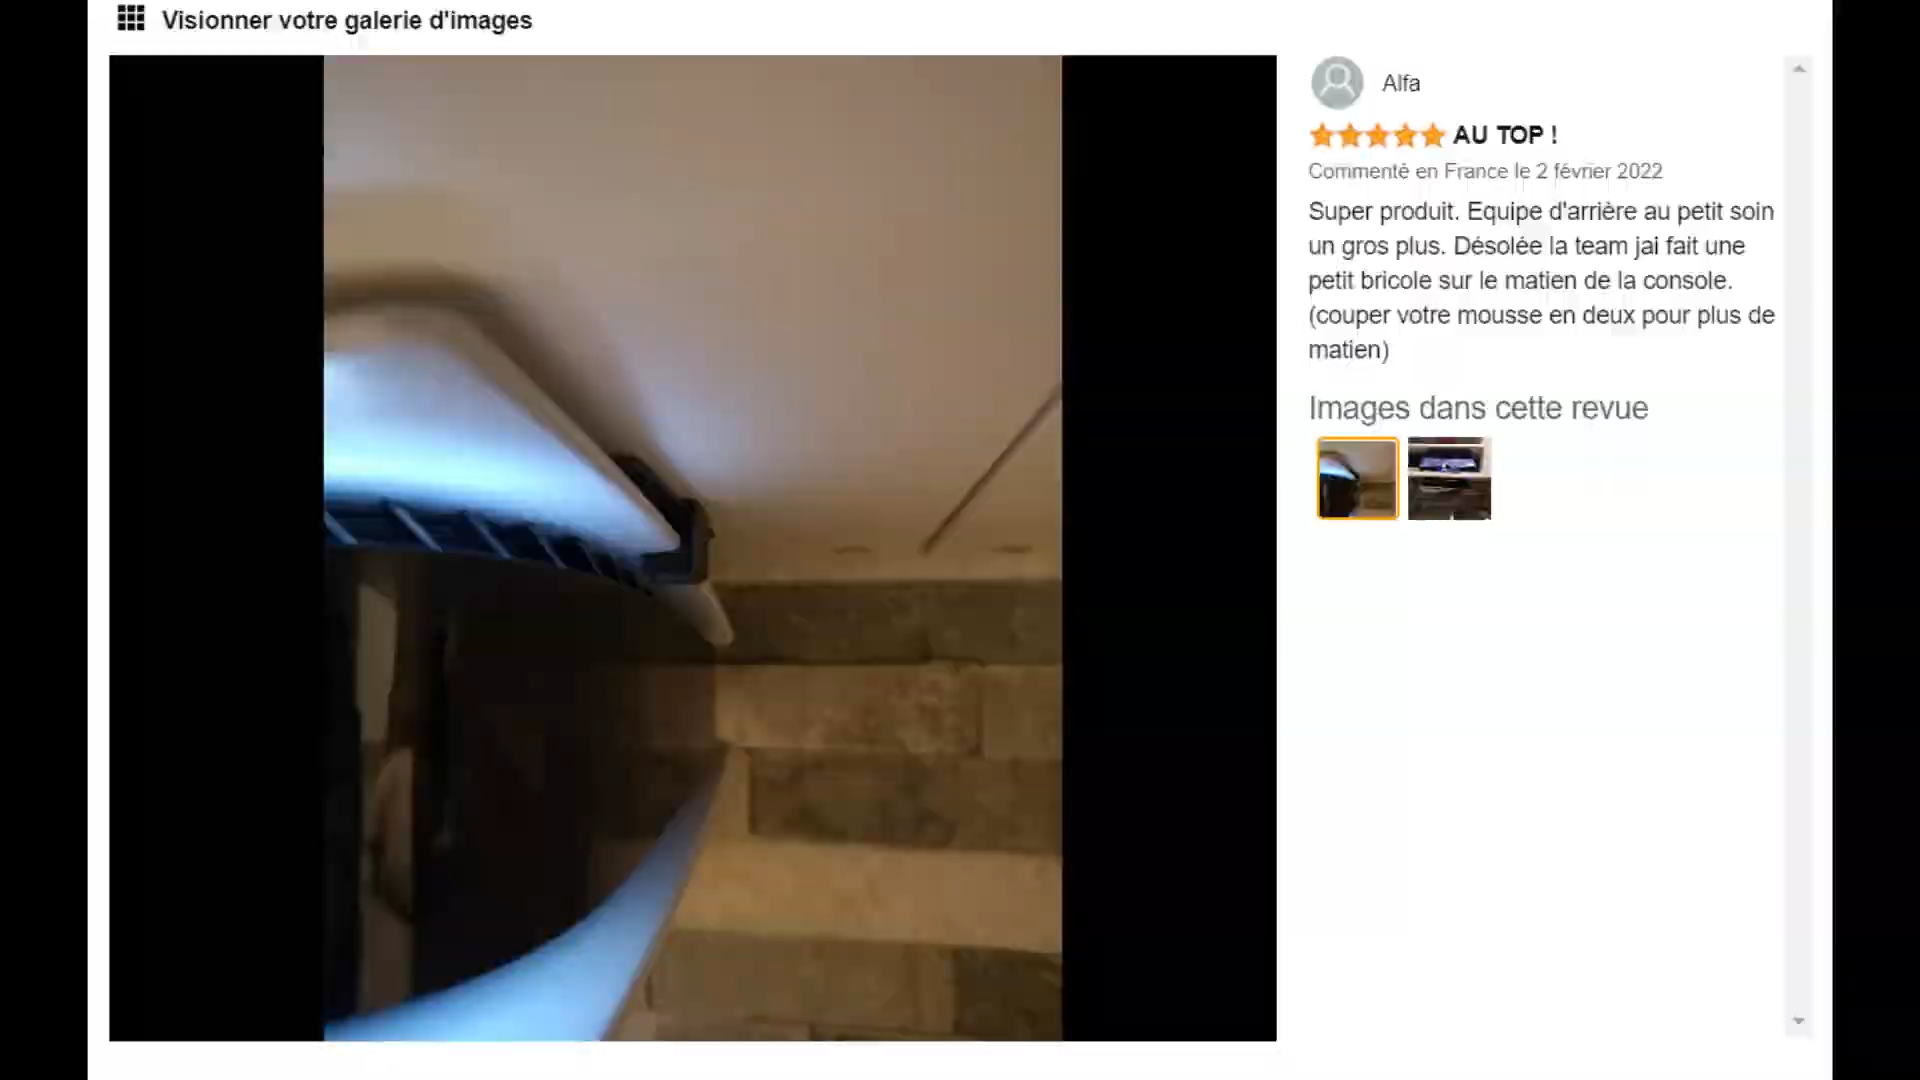 Visionner votre galerie d'images
Alfa
AU TOP !
Commenté en France le 2 février 2022
Super produit. Equipe d'arrière au petit soin
un gros plus. Désolée la team jai fait une
petit bricole sur le matien de la console.
(couper votre mousse en deux pour plus de
matien)
Images dans cette revue